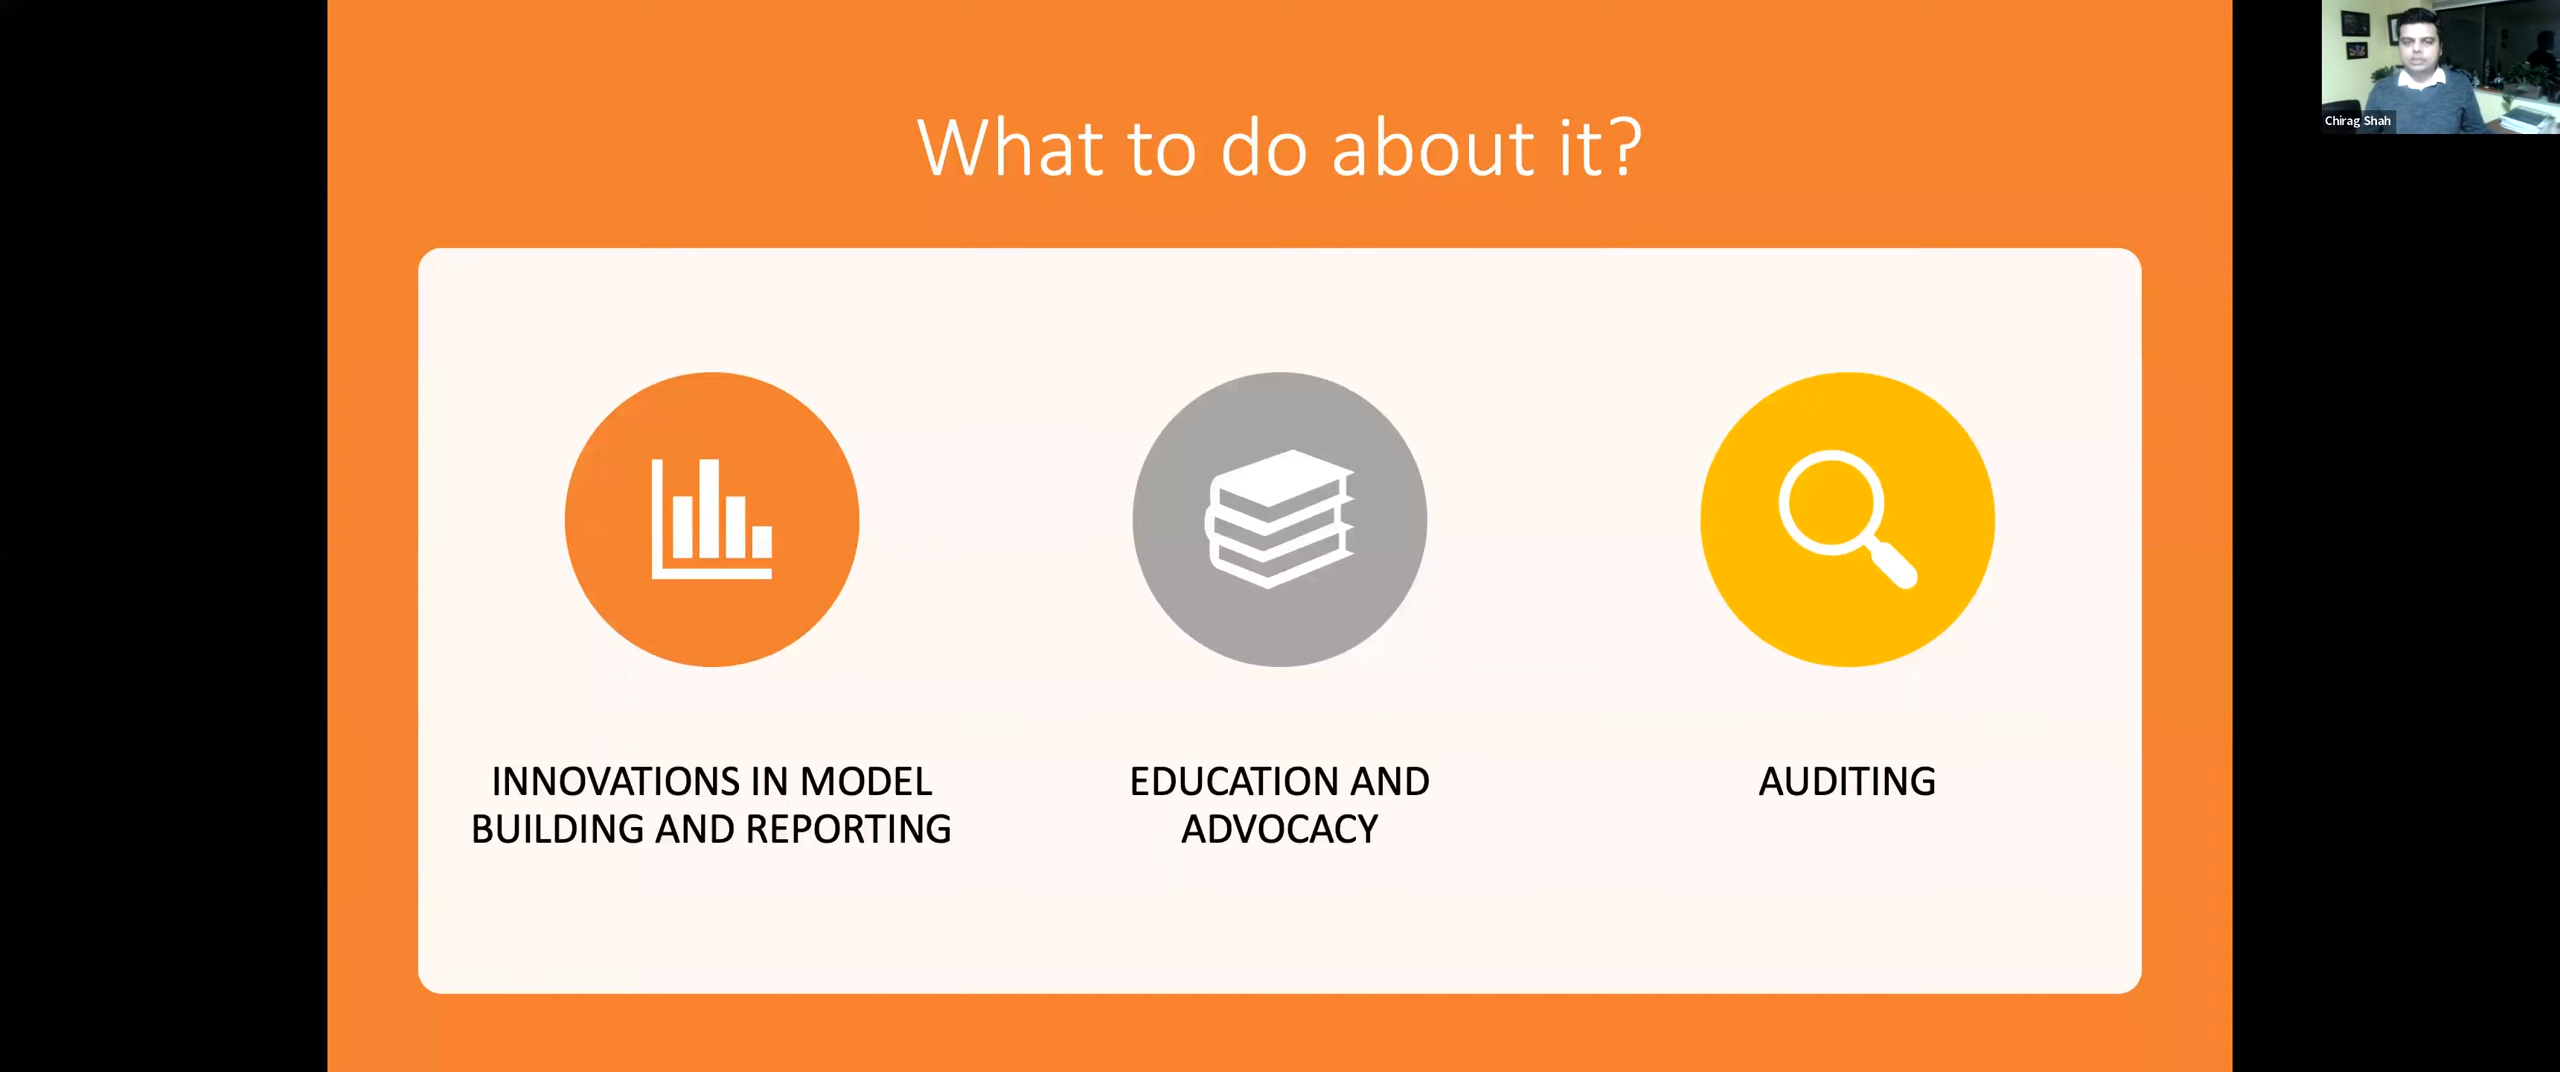 What to do about it?
Chirag Shah
INNOVATIONS IN MODEL
BUILDING AND REPORTING
EDUCATION AND
ADVOCACY
AUDITING